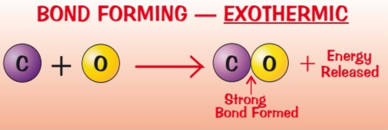 BOND FORMING — EXOTHERMIC
C + O → C O + Energy Released
Strong
Bond Formed